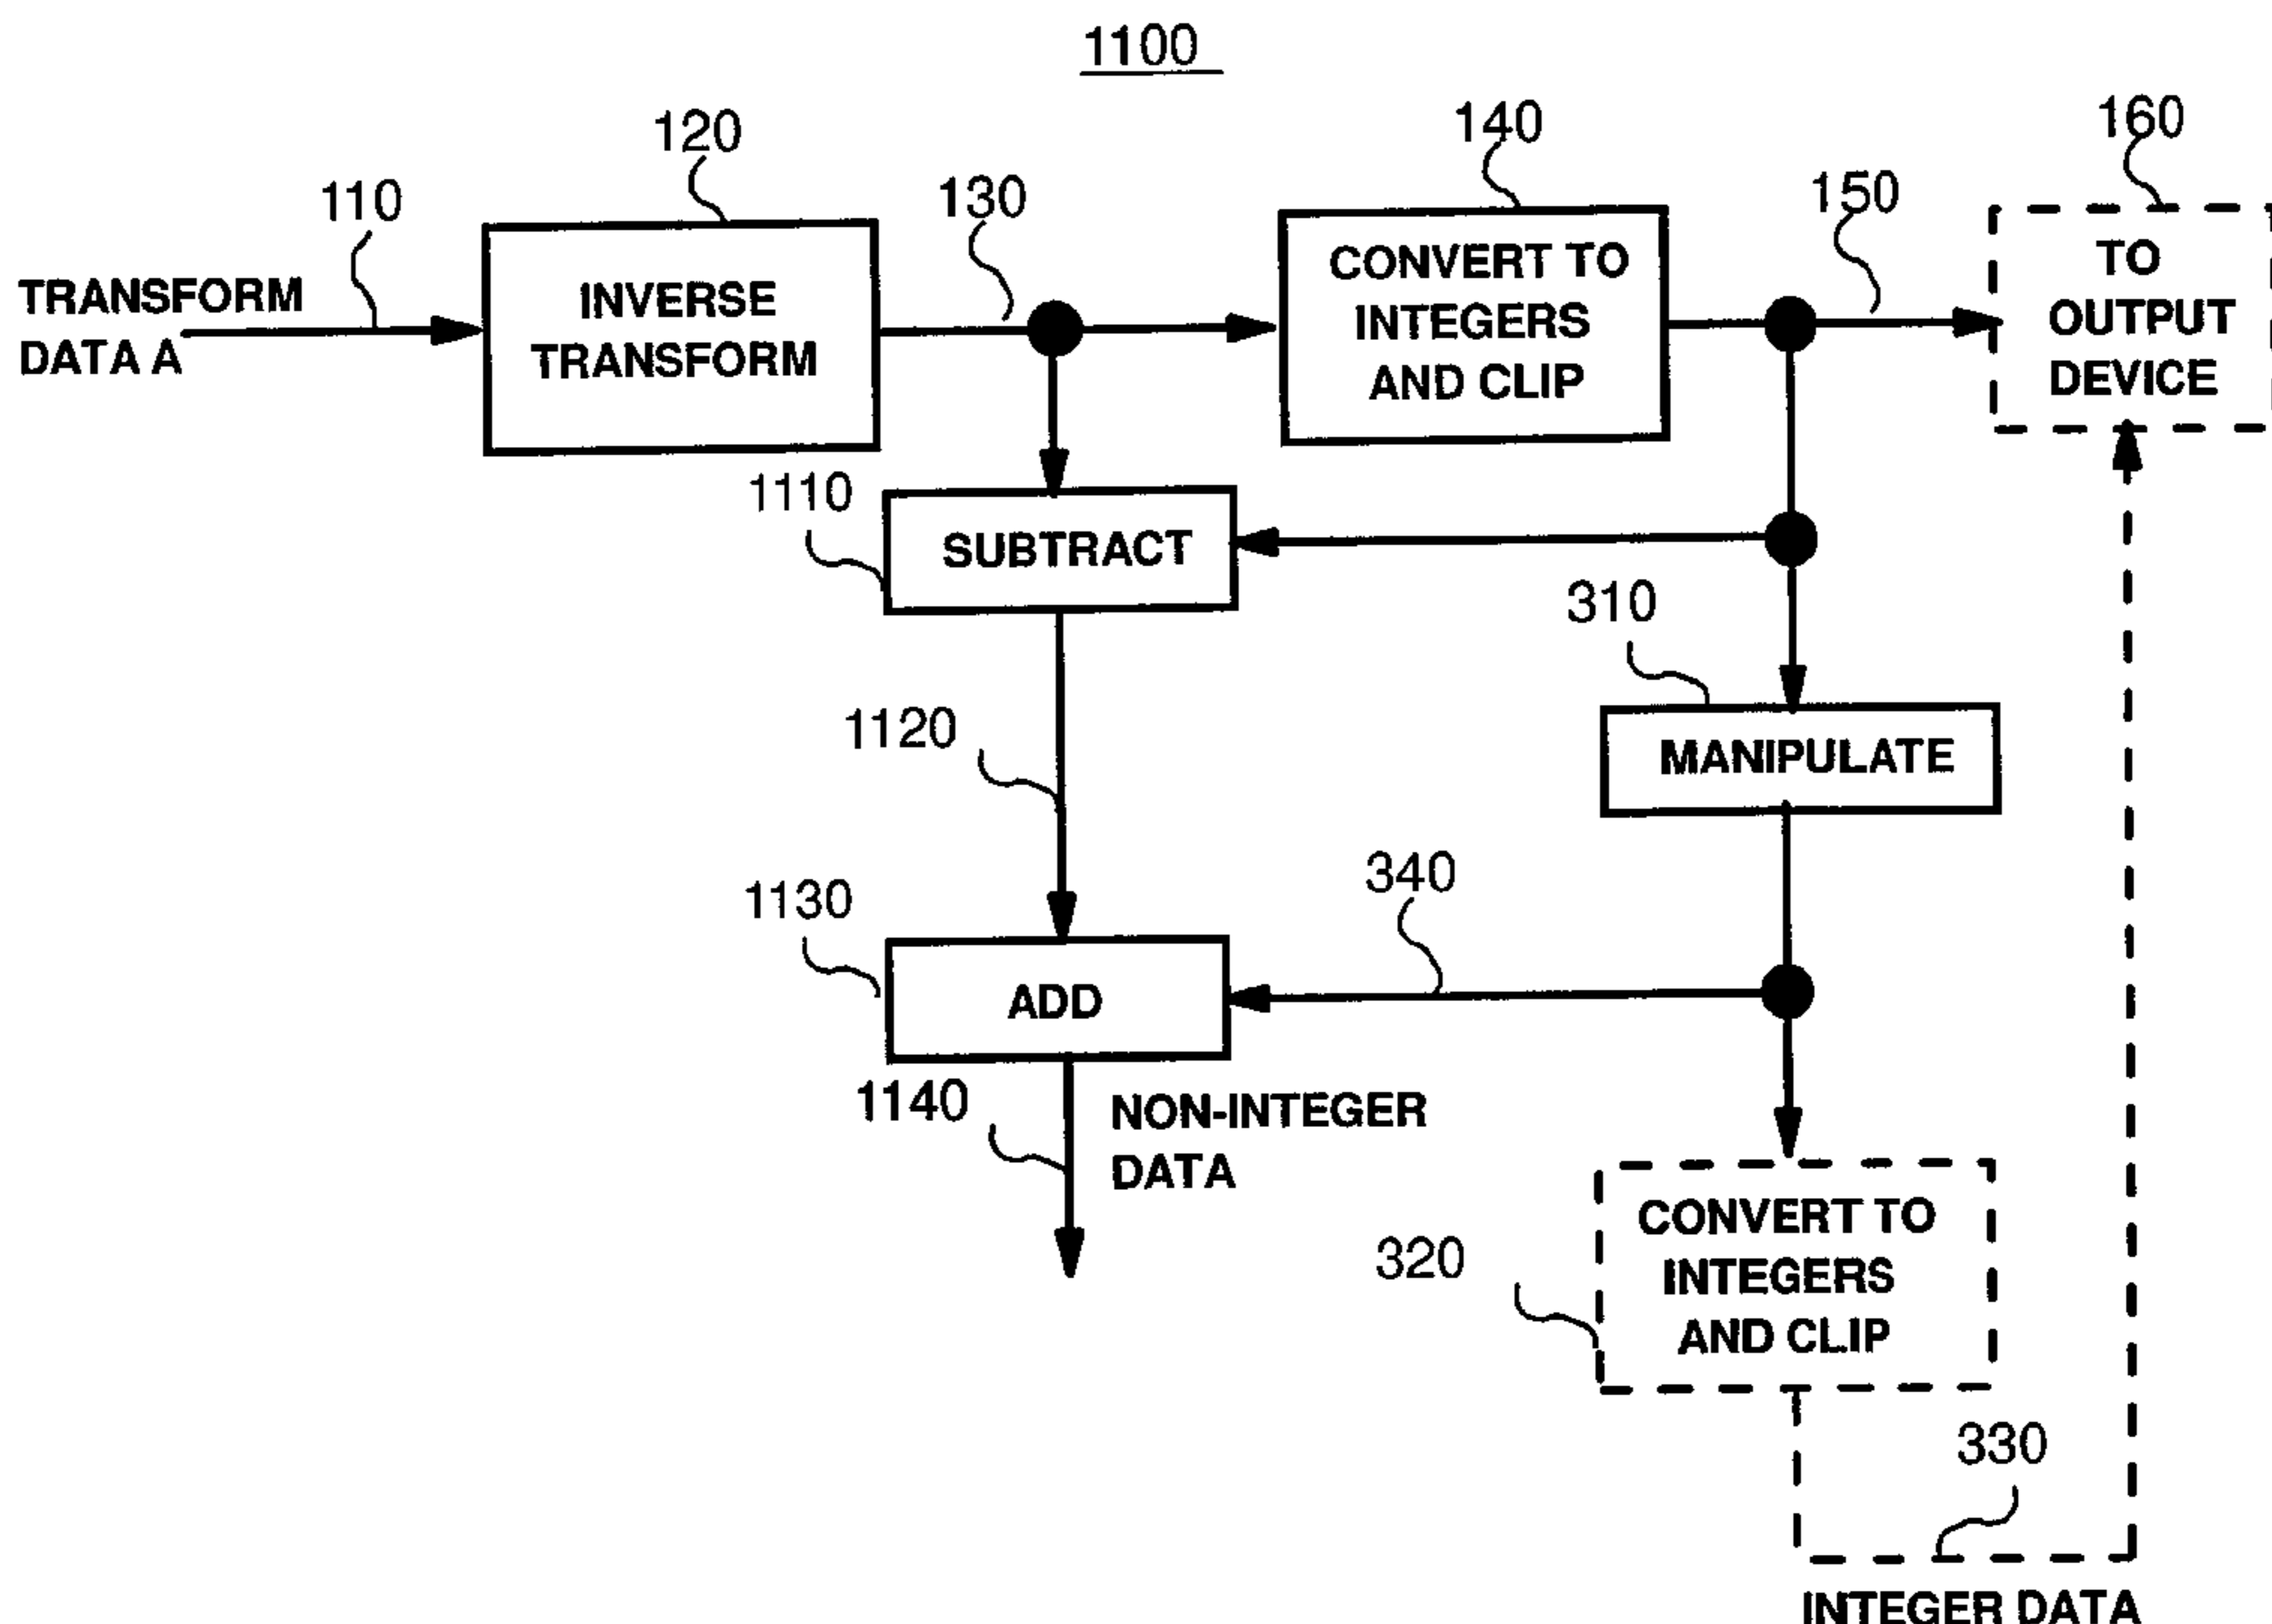 1100
120
140
160
110
130
150
TRANSFORM
DATA A
INVERSE
TRANSFORM
CONVERT TO
INTEGERS
AND CLIP
TO
OUTPUT
DEVICE
1110
SUBTRACT
310
1120
MANIPULATE
340
1130
ADD
1140
NON-INTEGER
DATA
320
CONVERT TO
INTEGERS
AND CLIP
330
INTEGER DATA